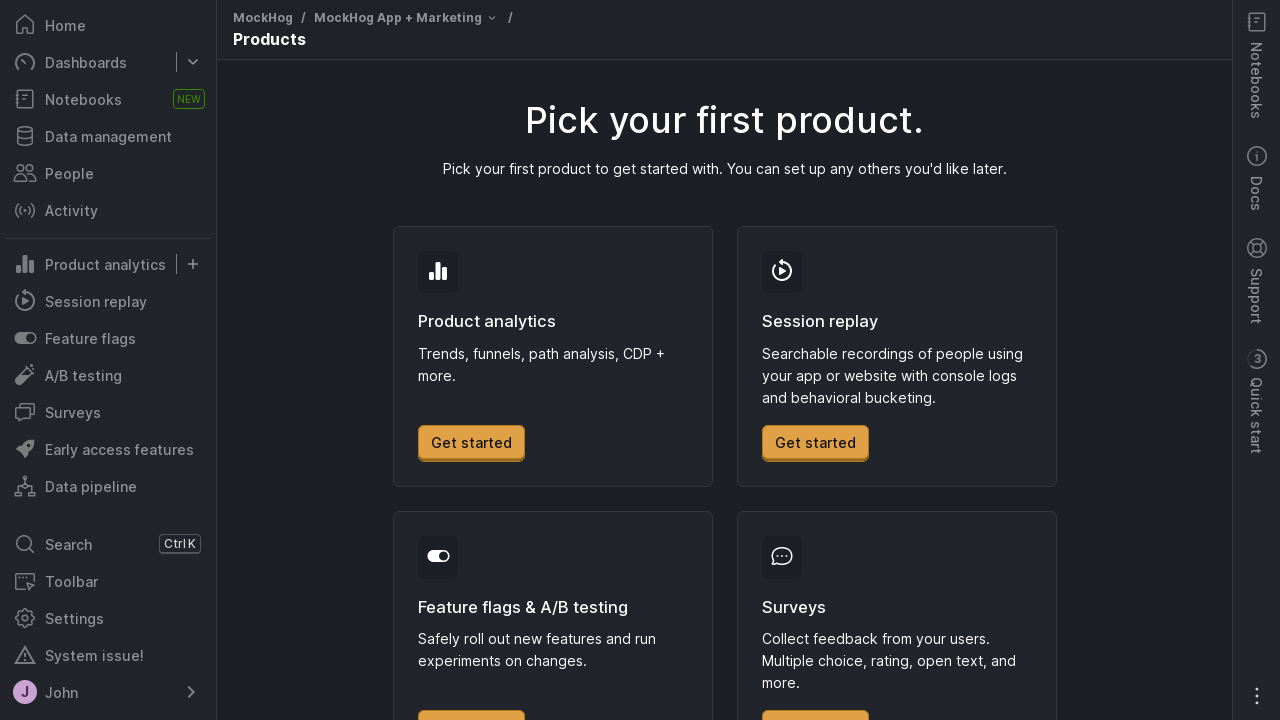 Home
Dashboards
Notebooks NEW
Data management
People
Activity
Product analytics
Session replay
Feature flags
A/B testing
Surveys
Early access features
Data pipeline
Search Ctrl K
Toolbar
Settings
System issue!
J John
MockHog / MockHog App + Marketing /
Products
Pick your first product.
Pick your first product to get started with. You can set up any others you'd like later.
Product analytics
Trends, funnels, path analysis, CDP +
more.
Get started
Session replay
Searchable recordings of people using
your app or website with console logs
and behavioral bucketing.
Get started
Feature flags & A/B testing
Safely roll out new features and run
experiments on changes.
Surveys
Collect feedback from your users.
Multiple choice, rating, open text, and
more.
Notebooks
Docs
Support
3 Quick start